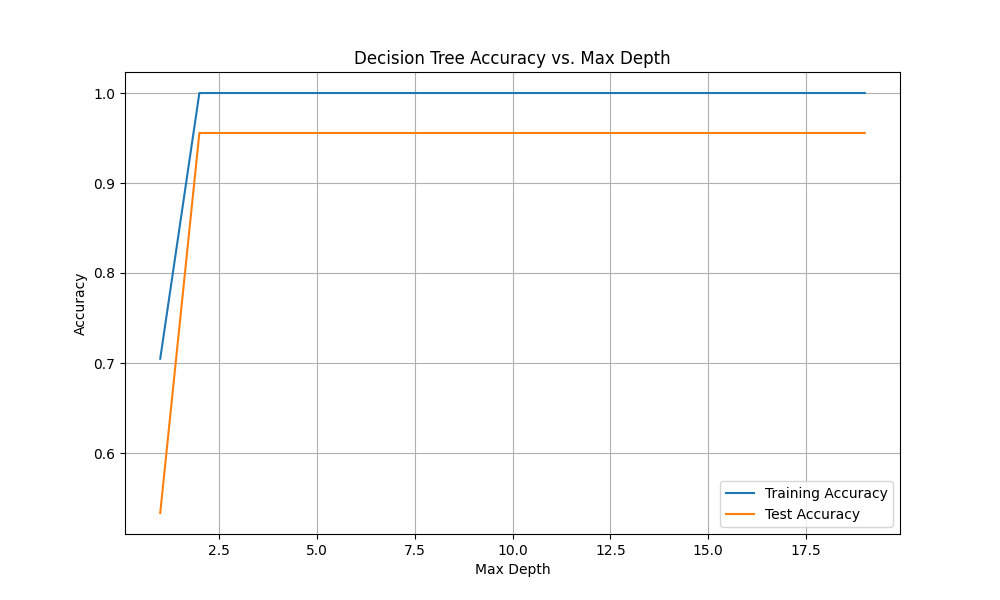 Decision Tree Accuracy vs. Max Depth
Accuracy
1.0
0.9
0.8
0.7
0.6
2.5 5.0 7.5 10.0 12.5 15.0 17.5
Max Depth
Training Accuracy
Test Accuracy